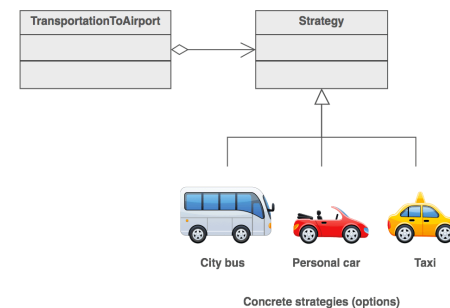 TransportationToAirport
Strategy
City bus
Personal car
Taxi
Concrete strategies (options)